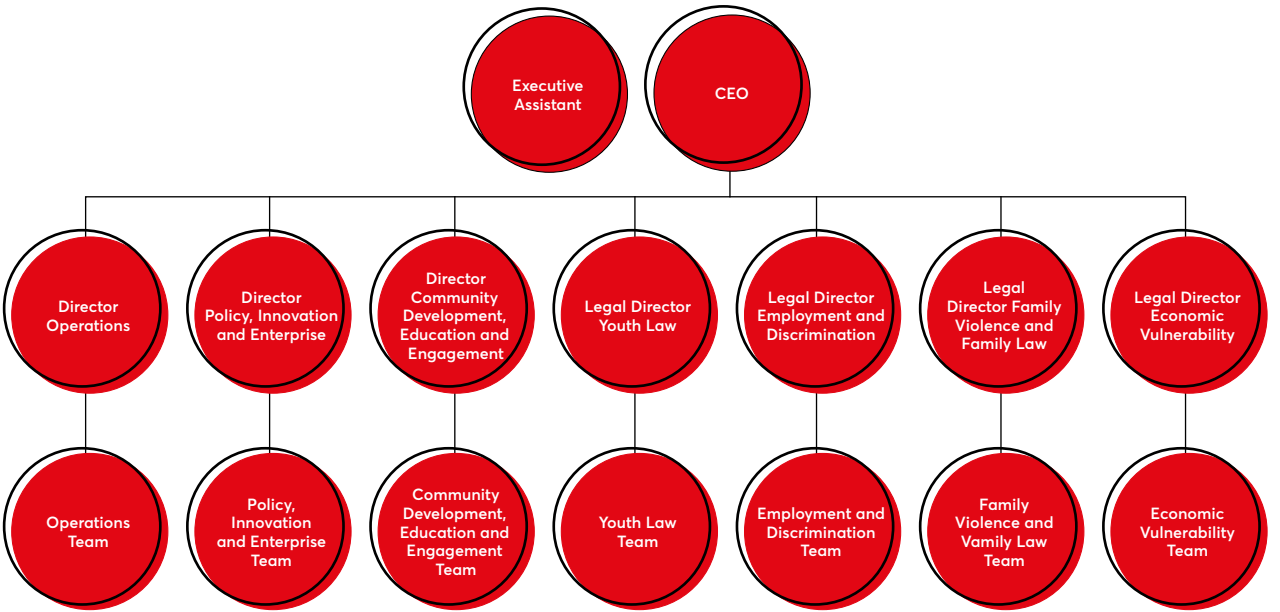 Executive
Assistant
CEO
Director
Operations
Director
Policy, Innovation
and Enterprise
Director
Community
Development,
Education and
Engagement
Legal Director
Youth Law
Legal Director
Employment and
Discrimination
Legal
Director Family
Violence and
Family Law
Legal Director
Economic
Vulnerability
Operations
Team
Policy,
Innovation
and Enterprise
Team
Community
Development,
Education and
Engagement
Team
Youth Law
Team
Employment and
Discrimination
Team
Family
Violence and
Vamily Law
Team
Economic
Vulnerability
Team